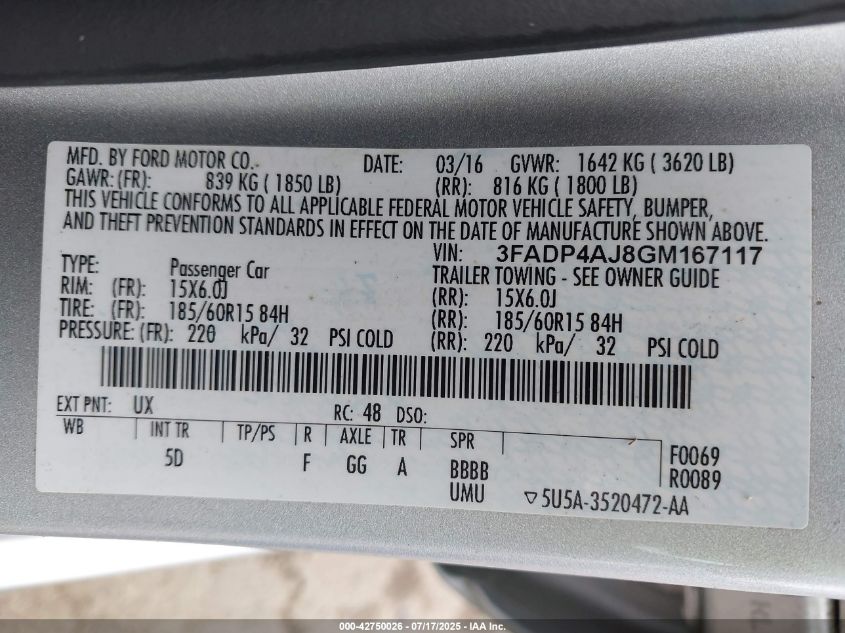 MFD. BY FORD MOTOR CO. DATE: 03/16 GVWR: 1642 KG ( 3620 LB)
GAWR: (FR): 839 KG ( 1850 LB) (RR): 816 KG ( 1800 LB)
THIS VEHICLE CONFORMS TO ALL APPLICABLE FEDERAL MOTOR VEHICLE SAFETY, BUMPER,
AND THEFT PREVENTION STANDARDS IN EFFECT ON THE DATE OF MANUFACTURE SHOWN ABOVE.
VIN: 3FADP4AJ8GM167117
TYPE: Passenger Car TRAILER TOWING - SEE OWNER GUIDE
RIM: (FR): 15X6.0J (RR): 15X6.0J
TIRE: (FR): 185/60R15 84H (RR): 185/60R15 84H
PRESSURE: (FR): 220 kPa/ 32 PSI COLD (RR): 220 kPa/ 32 PSI COLD
EXT PNT: UX RC: 48 DSO:
WB INT TR TP/PS R AXLE TR SPR F0069
5D F GG A BBBB R0089
UMU 5U5A-3520472-AA
000-42750026 - 07/17/2025 - IAA Inc.